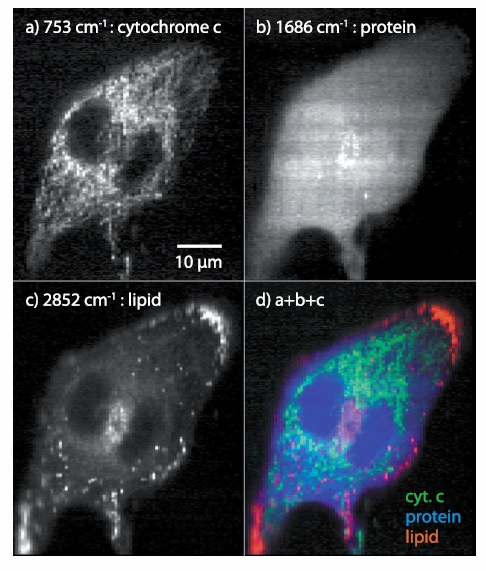 a) 753 cm⁻¹ : cytochrome c
b) 1686 cm⁻¹ : protein
10 µm
c) 2852 cm⁻¹ : lipid
d) a+b+c
cyt. c
protein
lipid